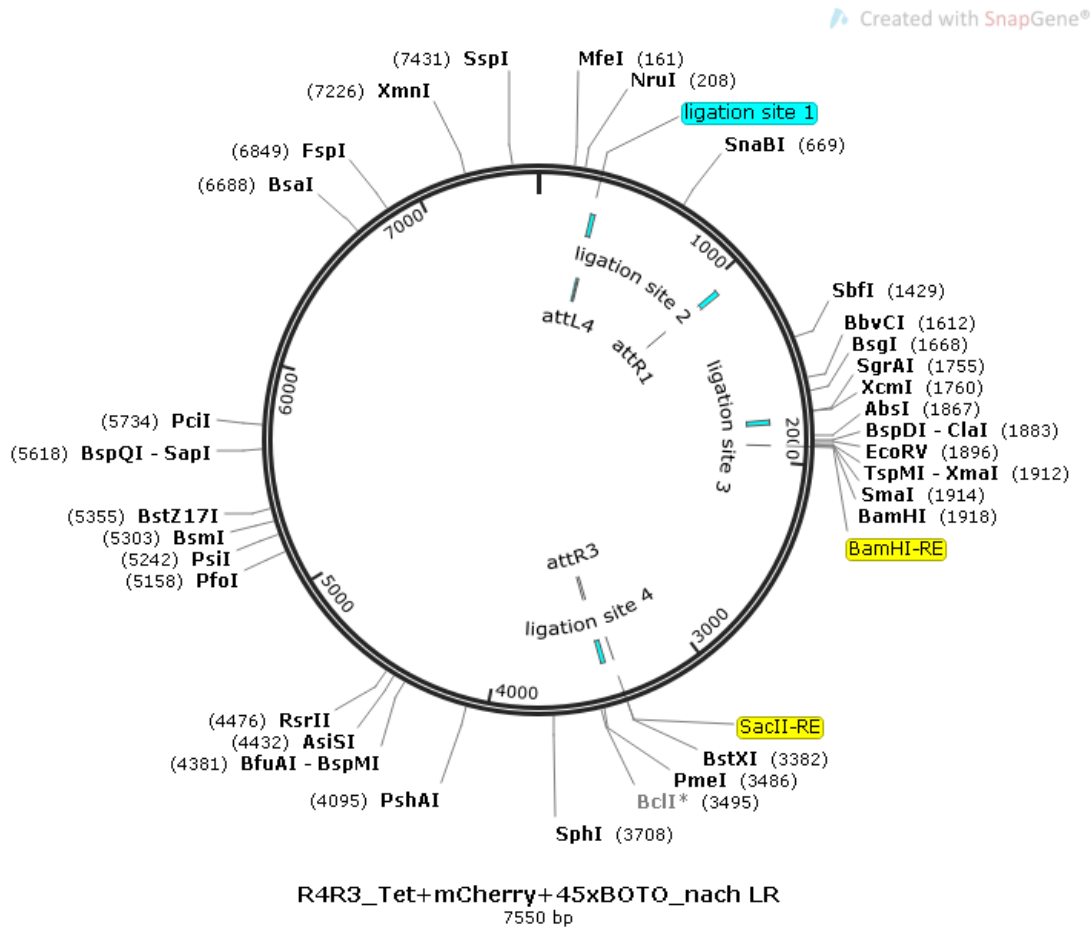 Created with SnapGene®
(7431) SspI
MfeI (161)
(7226) XmnI
NruI (208)
ligation site 1
(6849) FspI
SnaBI (669)
(6688) BsaI
7000
1000
ligation site 2
SbfI (1429)
attL4
BbvCI (1612)
attR1
BsgI (1668)
SgrAI (1755)
6000
ligation site 3
XcmI (1760)
AbsI (1867)
(5734) PciI
2000
BspDI - ClaI (1883)
(5618) BspQI - SapI
EcoRV (1896)
TspMI - XmaI (1912)
SmaI (1914)
(5355) BstZ17I
BamHI (1918)
(5303) BsmI
BamHI-RE
(5242) PsiI
attR3
(5158) PfoI
5000
ligation site 4
3000
4000
(4476) RsrII
SacII-RE
(4432) AsiSI
BstXI (3382)
(4381) BfuAI - BspMI
PmeI (3486)
(4095) PshAI
BclI* (3495)
SphI (3708)
R4R3_Tet+mCherry+45xBOTO_nach LR
7550 bp